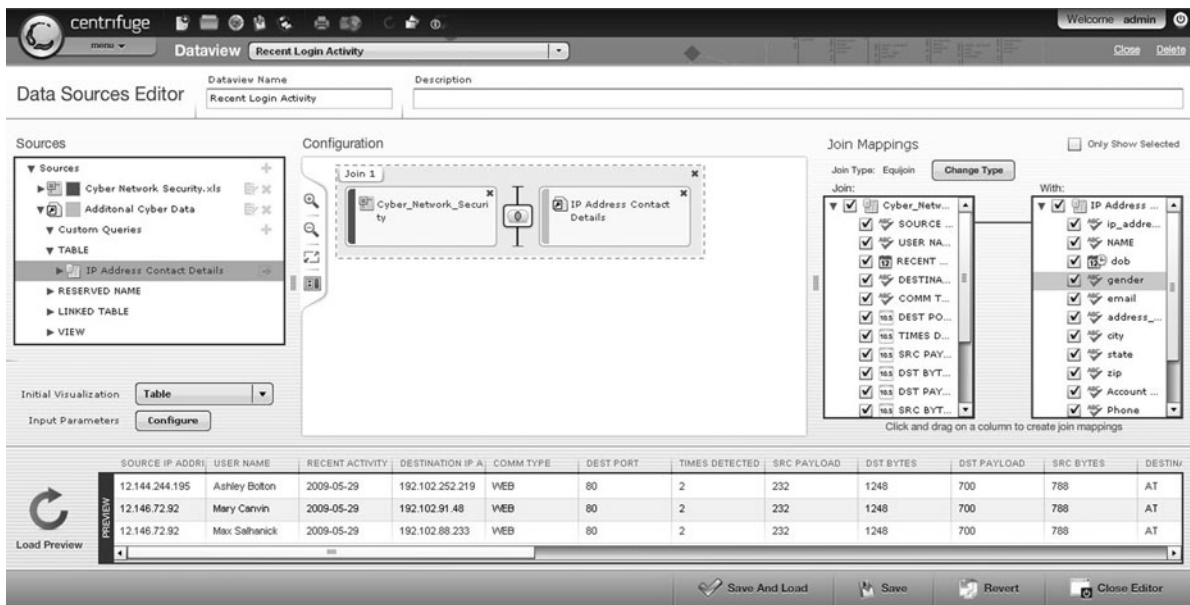 centrifuge
Welcome admin
menu
Dataview
Recent Login Activity
Close
Delete
Data Sources Editor
Dataview Name
Recent Login Activity
Description
Sources
Sources
Cyber Network Security.xls
Additonal Cyber Data
Custom Queries
TABLE
IP Address Contact Details
RESERVED NAME
LINKED TABLE
VIEW
Initial Visualization
Table
Input Parameters
Configure
Configuration
Join 1
Cyber_Network_Securi
ty
IP Address Contact
Details
Join Mappings
Only Show Selected
Join Type: Equijoin
Change Type
Join:
Cyber_Netw...
SOURCE ...
USER NA...
RECENT ...
DESTINA...
COMM T...
DEST PO...
TIMES D...
SRC PAY...
DST BYT...
DST PAY...
SRC BYT...
With:
IP Address ...
ip_addre...
NAME
dob
gender
email
address_...
city
state
zip
Account ...
Phone
Click and drag on a column to create join mappings
Load Preview
PREVIEW
SOURCE IP ADDRI USER NAME RECENT ACTIVITY DESTINATION IP A COMM TYPE DEST PORT TIMES DETECTED SRC PAYLOAD DST BYTES DST PAYLOAD SRC BYTES DESTIN
12.144.244.195 Ashley Bolton 2009-05-29 192.102.252.219 WEB 80 2 232 1248 700 788 AT
12.146.72.92 Mary Canvin 2009-05-29 192.102.91.48 WEB 80 2 232 1248 700 788 AT
12.146.72.92 Max Salhanick 2009-05-29 192.102.88.233 WEB 80 2 232 1248 700 788 AT
Save And Load
Save
Revert
Close Editor